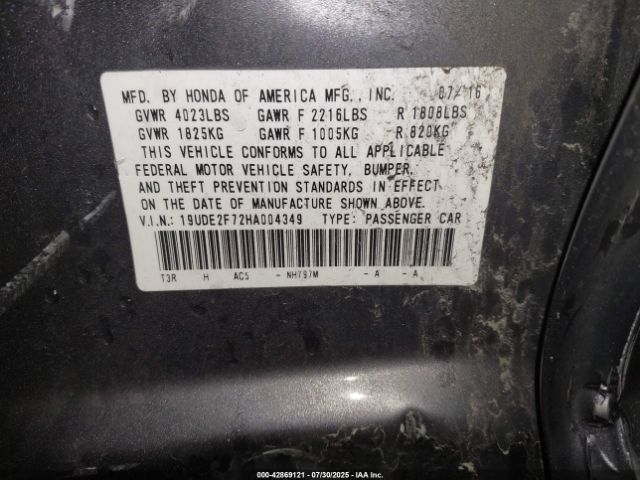 MFD. BY HONDA OF AMERICA MFG., INC. 07/16
GVWR 4023LBS GAWR F 2216LBS R 1808LBS
GVWR 1825KG GAWR F 1005KG R 820KG
THIS VEHICLE CONFORMS TO ALL APPLICABLE
FEDERAL MOTOR VEHICLE SAFETY, BUMPER,
AND THEFT PREVENTION STANDARDS IN EFFECT
ON THE DATE OF MANUFACTURE SHOWN ABOVE.
V.I.N.: 19UDE2F72HA004349 TYPE: PASSENGER CAR
T3R H AC5 - NH797M - A - A
000-42869121 | 07/30/2025 | IAA Inc.